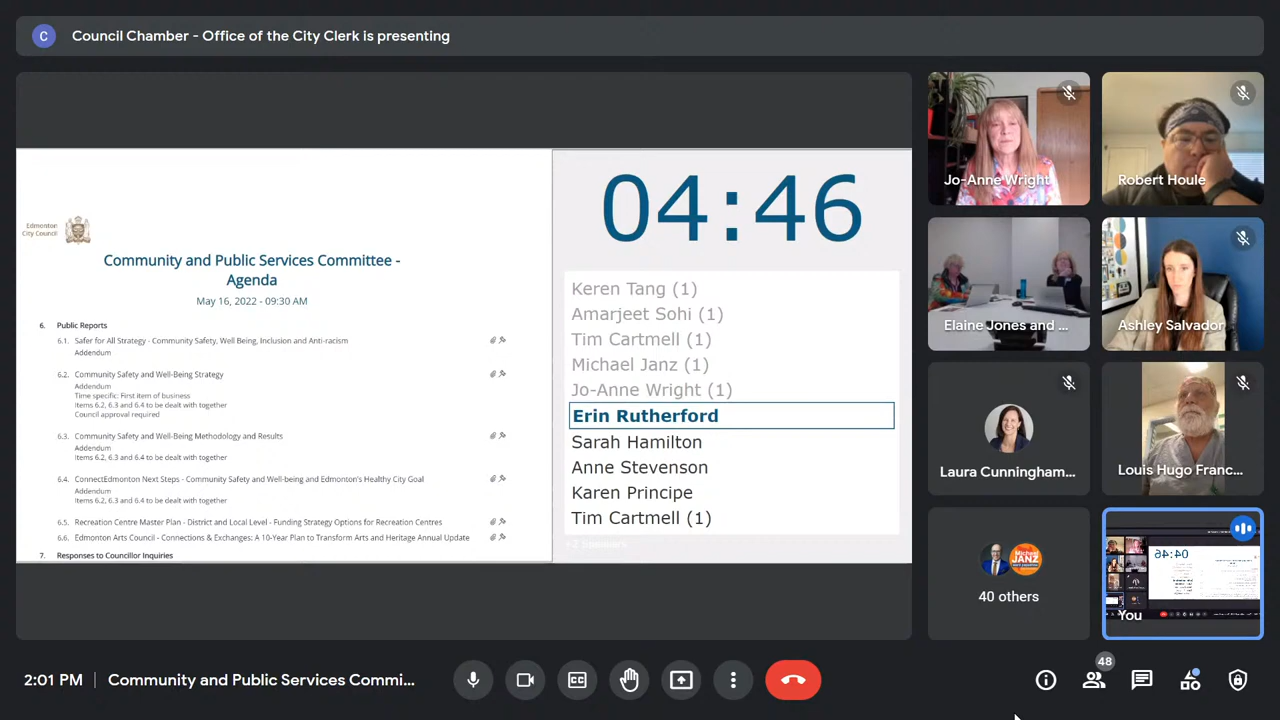 C
Council Chamber - Office of the City Clerk is presenting
Edmonton
City Council
Community and Public Services Committee -
Agenda
May 16, 2022 - 09:30 AM
6. Public Reports
6.1. Safer for All Strategy - Community Safety, Well Being, Inclusion and Anti-racism
Addendum
6.2. Community Safety and Well-Being Strategy
Addendum
Time specific: First item of business
Items 6.2, 6.3 and 6.4 to be dealt with together
Council approval required
6.3. Community Safety and Well-Being Methodology and Results
Addendum
Items 6.2, 6.3 and 6.4 to be dealt with together
6.4. ConnectEdmonton Next Steps - Community Safety and Well-being and Edmonton's Healthy City Goal
Addendum
Items 6.2, 6.3 and 6.4 to be dealt with together
6.5. Recreation Centre Master Plan - District and Local Level - Funding Strategy Options for Recreation Centres
6.6. Edmonton Arts Council - Connections & Exchanges: A 10-Year Plan to Transform Arts and Heritage Annual Update
7. Responses to Councillor Inquiries
04:46
Keren Tang (1)
Amarjeet Sohi (1)
Tim Cartmell (1)
Michael Janz (1)
Jo-Anne Wright (1)
Erin Rutherford
Sarah Hamilton
Anne Stevenson
Karen Principe
Tim Cartmell (1)
+2 Speakers
Jo-Anne Wright
Robert Houle
Elaine Jones and ...
Ashley Salvador
Laura Cunningham...
Louis Hugo Franc...
Michael
JANZ
40 others
04:46
You
2:01 PM
Community and Public Services Commi...
CC
48